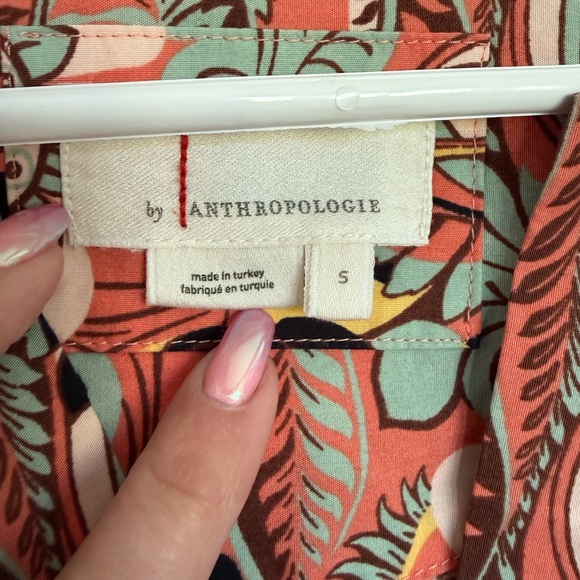 by ANTHROPOLOGIE
made in turkey
fabriqué en turquie
S